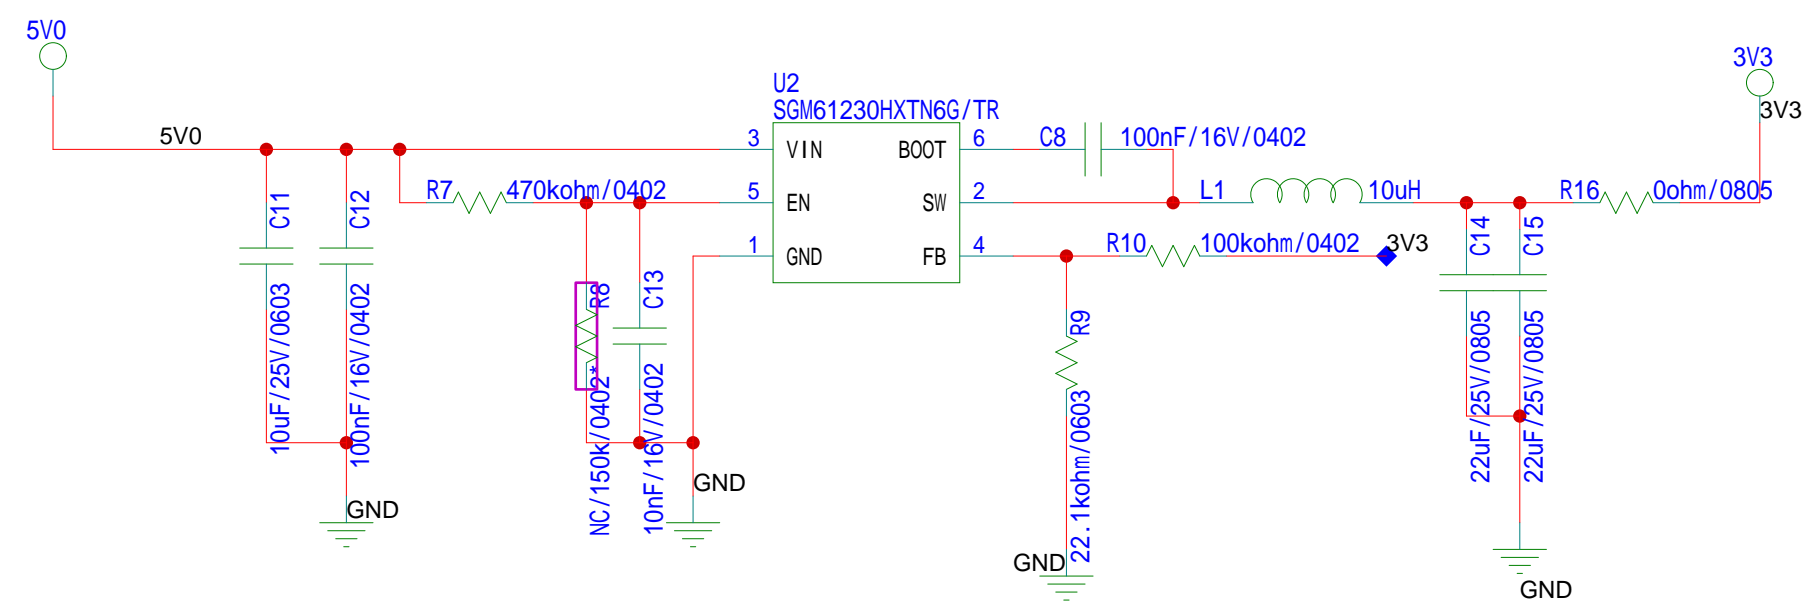 5V0
5V0
U2
SGM61230HXTN6G/TR
3
VIN
BOOT
6
C8
100nF/16V/0402
3V3
3V3
R7
470kohm/0402
5
EN
SW
2
L1
10uH
R16
0ohm/0805
1
GND
FB
4
R10
100kohm/0402
3V3
C11
10uF/25V/0603
C12
100nF/16V/0402
GND
R8
NC/150k/0402*
C13
10nF/16V/0402
GND
R9
22.1kohm/0603
GND
C14
22uF/25V/0805
C15
22uF/25V/0805
GND